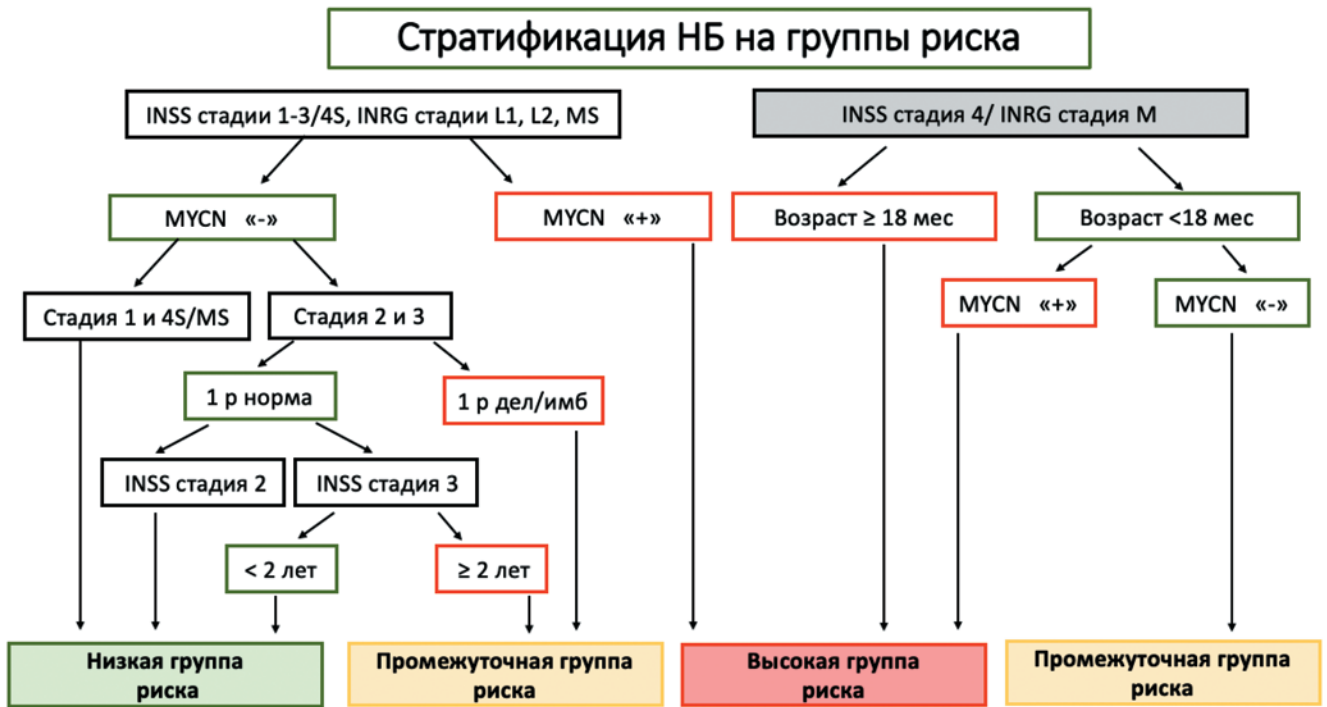 Стратификация НБ на группы риска
INSS стадии 1-3/4S, INRG стадии L1, L2, MS
INSS стадия 4/ INRG стадия M
MYCN «-»
MYCN «+»
Возраст ≥ 18 мес
Возраст <18 мес
Стадия 1 и 4S/MS
Стадия 2 и 3
MYCN «+»
MYCN «-»
1 р норма
1 р дел/имб
INSS стадия 2
INSS стадия 3
< 2 лет
≥ 2 лет
Низкая группа
риска
Промежуточная группа
риска
Высокая группа
риска
Промежуточная группа
риска